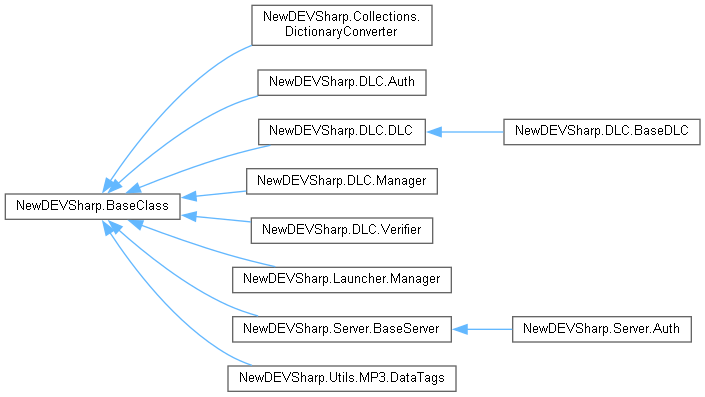 NewDEVSharp.Collections.
DictionaryConverter
NewDEVSharp.DLC.Auth
NewDEVSharp.DLC.DLC
NewDEVSharp.DLC.BaseDLC
NewDEVSharp.DLC.Manager
NewDEVSharp.BaseClass
NewDEVSharp.DLC.Verifier
NewDEVSharp.Launcher.Manager
NewDEVSharp.Server.BaseServer
NewDEVSharp.Server.Auth
NewDEVSharp.Utils.MP3.DataTags